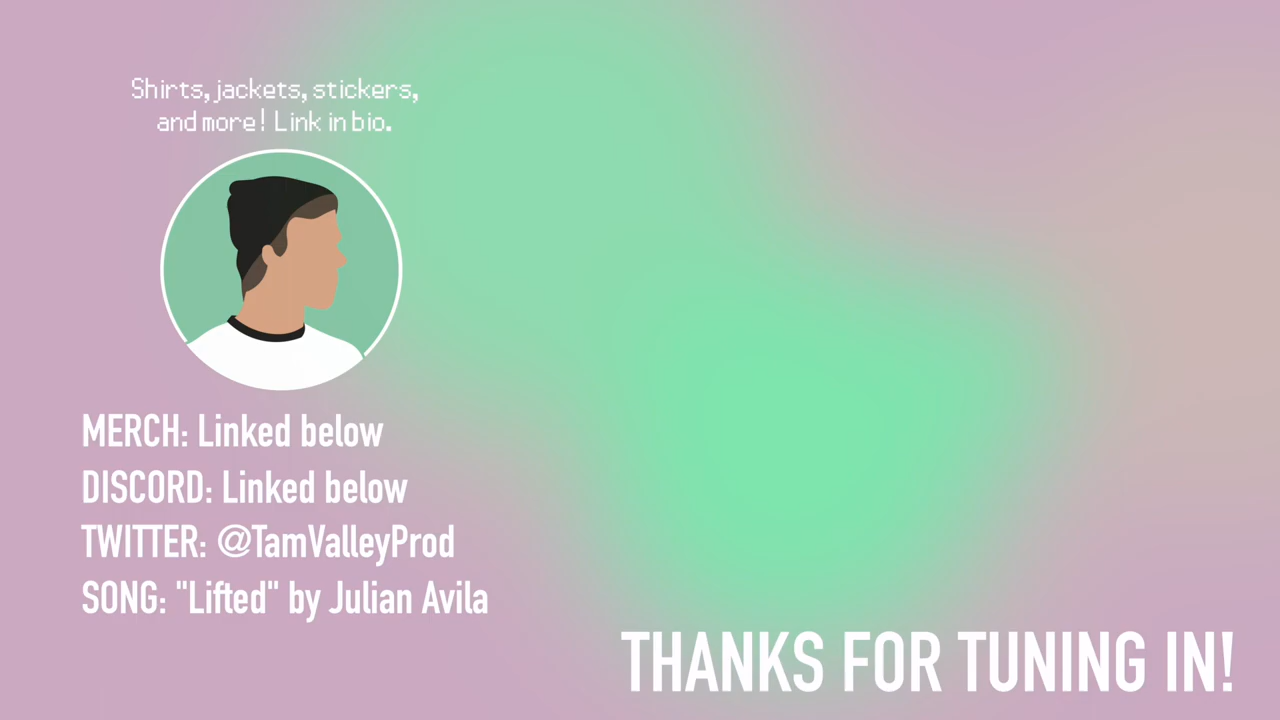 Shirts, jackets, stickers,
and more! Link in bio.
MERCH: Linked below
DISCORD: Linked below
TWITTER: @TamValleyProd
SONG: "Lifted" by Julian Avila
THANKS FOR TUNING IN!